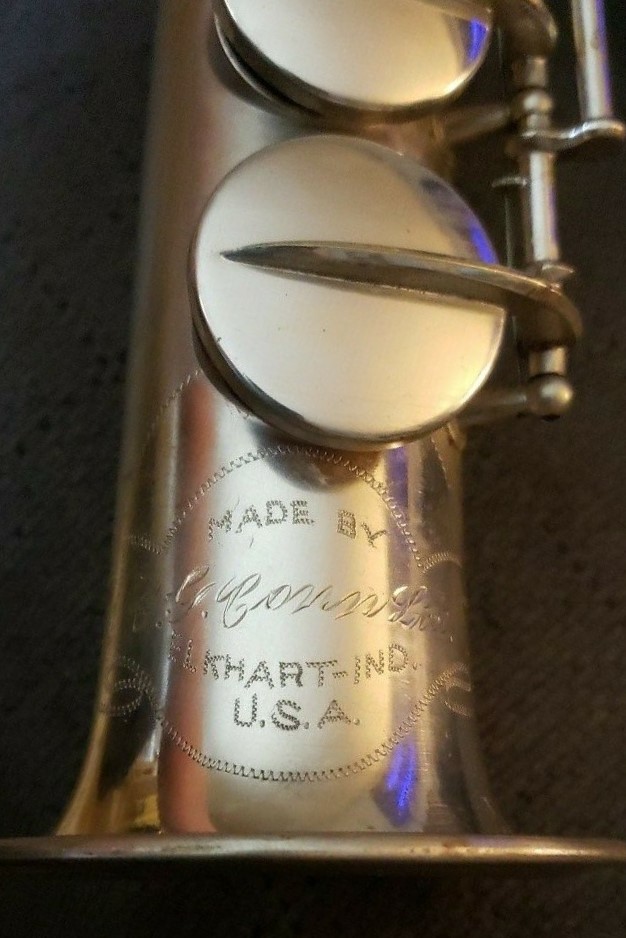 MADE BY
C.G. Conn Ltd.
ELKHART-IND.
U.S.A.